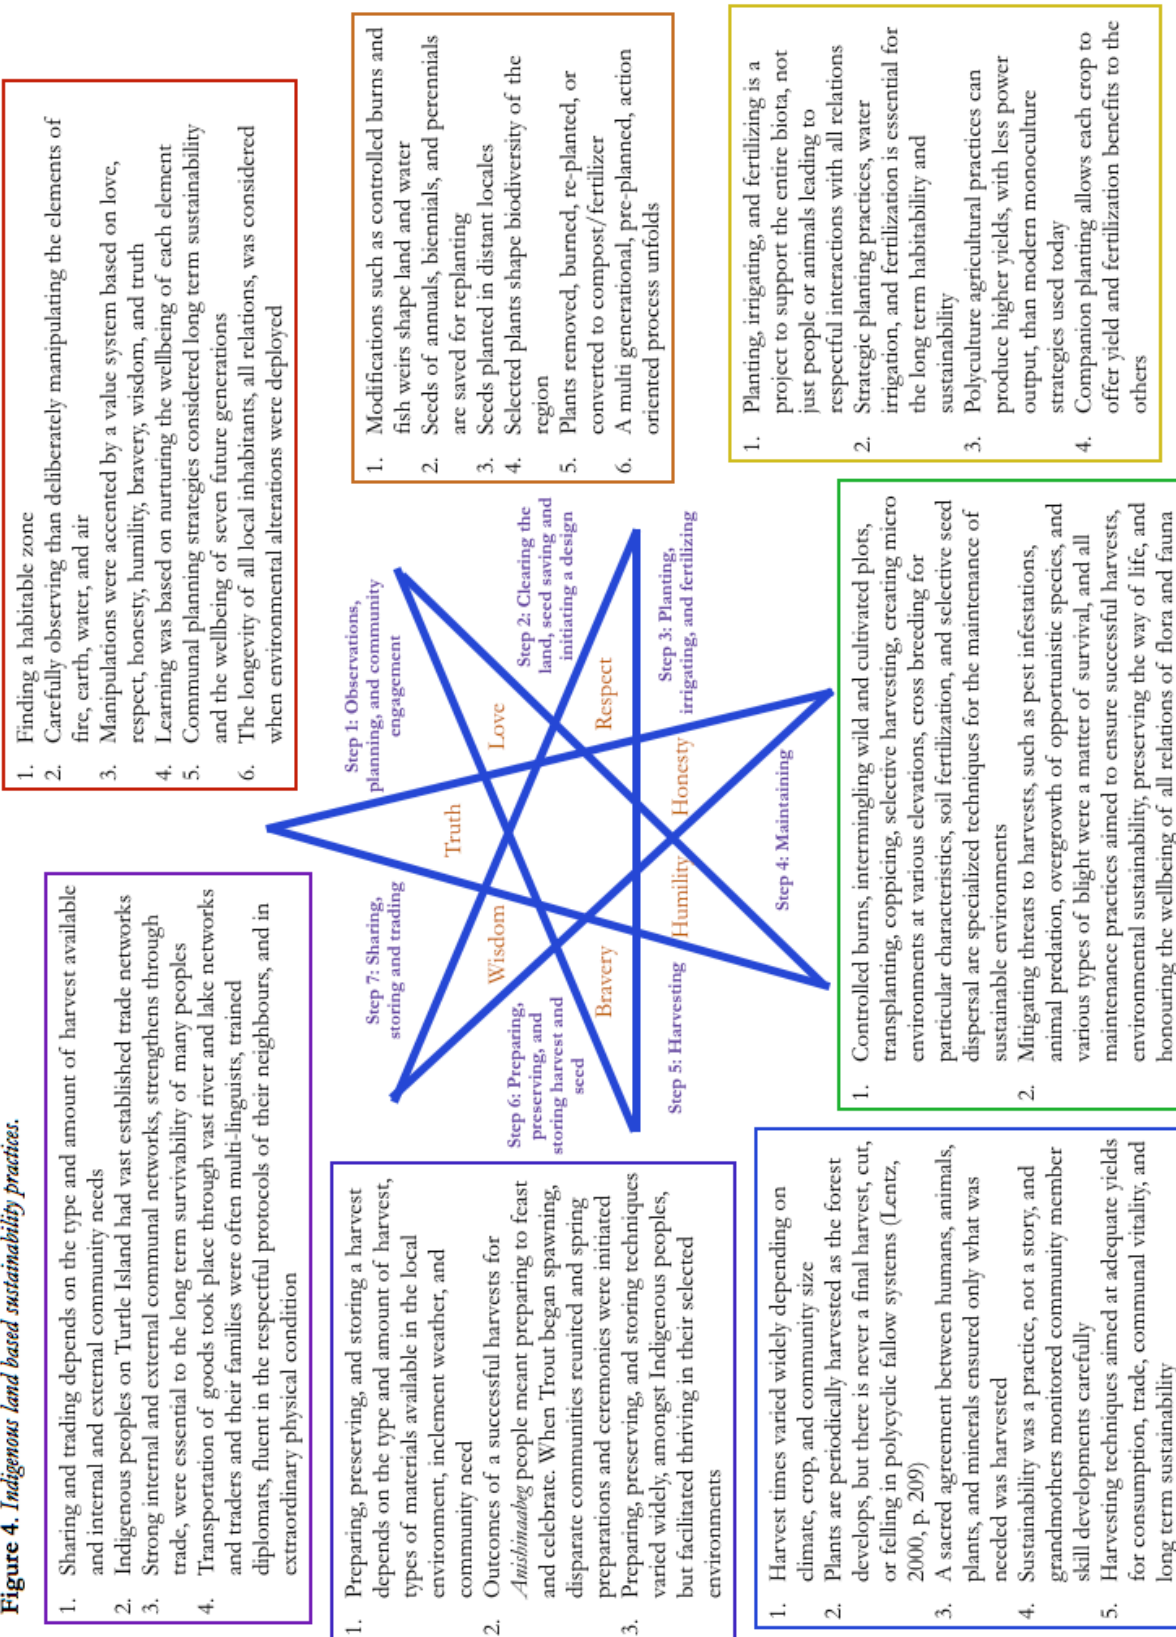 Figure 4. Indigenous land based sustainability practices.
1. Sharing and trading depends on the type and amount of harvest available
and internal and external community needs
2. Indigenous peoples on Turtle Island had vast established trade networks
3. Strong internal and external communal networks, strengthens through
trade, were essential to the long term survivability of many peoples
4. Transportation of goods took place through vast river and lake networks
and traders and their families were often multi-linguists, trained
diplomats, fluent in the respectful protocols of their neighbours, and in
extraordinary physical condition
1. Finding a habitable zone
2. Carefully observing than deliberately manipulating the elements of
fire, earth, water, and air
3. Manipulations were accented by a value system based on love,
respect, honesty, humility, bravery, wisdom, and truth
4. Learning was based on nurturing the wellbeing of each element
5. Communal planning strategies considered long term sustainability
and the wellbeing of seven future generations
6. The longevity of all local inhabitants, all relations, was considered
when environmental alterations were deployed
1. Preparing, preserving, and storing a harvest
depends on the type and amount of harvest,
types of materials available in the local
environment, inclement weather, and
community need
2. Outcomes of a successful harvests for
Anishinaabeg people meant preparing to feast
and celebrate. When Trout began spawning,
disparate communities reunited and spring
preparations and ceremonies were initiated
3. Preparing, preserving, and storing techniques
varied widely, amongst Indigenous peoples,
but facilitated thriving in their selected
environments
Step 7: Sharing,
storing and trading
Step 1: Observations,
planning, and community
engagement
Truth
Wisdom
Love
Step 6: Preparing,
preserving, and
storing harvest and
seed
Step 2: Clearing the
land, seed saving and
initiating a design
Bravery
Respect
Step 5: Harvesting
Humility
Honesty
Step 3: Planting,
irrigating, and fertilizing
Step 4: Maintaining
1. Modifications such as controlled burns and
fish weirs shape land and water
2. Seeds of annuals, biennials, and perennials
are saved for replanting
3. Seeds planted in distant locales
4. Selected plants shape biodiversity of the
region
5. Plants removed, burned, re-planted, or
converted to compost/fertilizer
6. A multi generational, pre-planned, action
oriented process unfolds
1. Harvest times varied widely depending on
climate, crop, and community size
2. Plants are periodically harvested as the forest
develops, but there is never a final harvest, cut,
or felling in polycyclic fallow systems (Lentz,
2000, p. 209)
3. A sacred agreement between humans, animals,
plants, and minerals ensured only what was
needed was harvested
4. Sustainability was a practice, not a story, and
grandmothers monitored community member
skill developments carefully
5. Harvesting techniques aimed at adequate yields
for consumption, trade, communal vitality, and
long term sustainability
1. Controlled burns, intermingling wild and cultivated plots,
transplanting, coppicing, selective harvesting, creating micro
environments at various elevations, cross breeding for
particular characteristics, soil fertilization, and selective seed
dispersal are specialized techniques for the maintenance of
sustainable environments
2. Mitigating threats to harvests, such as pest infestations,
animal predation, overgrowth of opportunistic species, and
various types of blight were a matter of survival, and all
maintenance practices aimed to ensure successful harvests,
environmental sustainability, preserving the way of life, and
honouring the wellbeing of all relations of flora and fauna
1. Planting, irrigating, and fertilizing is a
project to support the entire biota, not
just people or animals leading to
respectful interactions with all relations
2. Strategic planting practices, water
irrigation, and fertilization is essential for
the long term habitability and
sustainability
3. Polyculture agricultural practices can
produce higher yields, with less power
output, than modern monoculture
strategies used today
4. Companion planting allows each crop to
offer yield and fertilization benefits to the
others